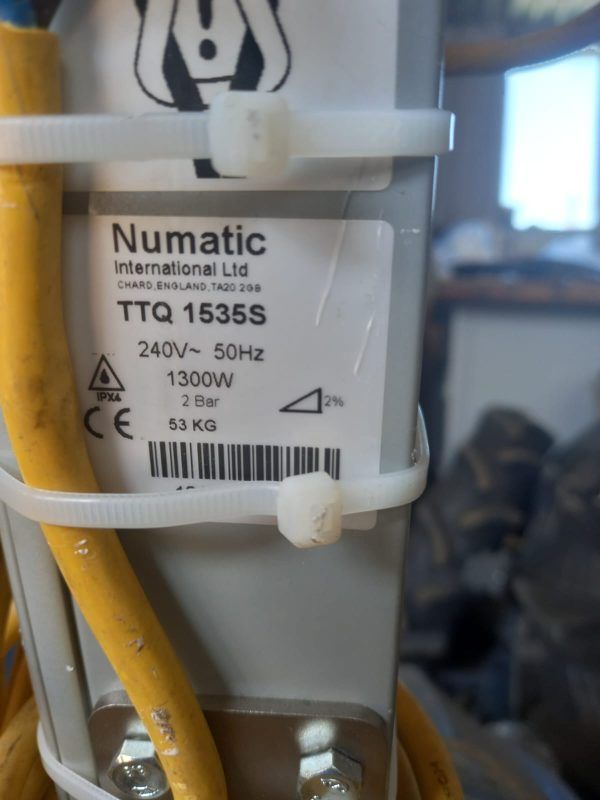 Numatic
International Ltd
CHARD, ENGLAND, TA20 2GB
TTQ 1535S
240V~ 50Hz
1300W
IPX4
2 Bar
2%
CE
53 KG